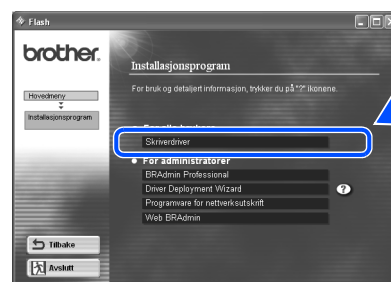 Flash
brother.
Hovedmeny
Installasjonsprogram
Installasjonsprogram
For bruk og detaljert informasjon, trykker du på "?" Ikonene.
Skriverdriver
For administratorer
BRAdmin Professional
Driver Deployment Wizard
?
Programvare for nettverksutskrift
Web BRAdmin
Tilbake
Avslutt